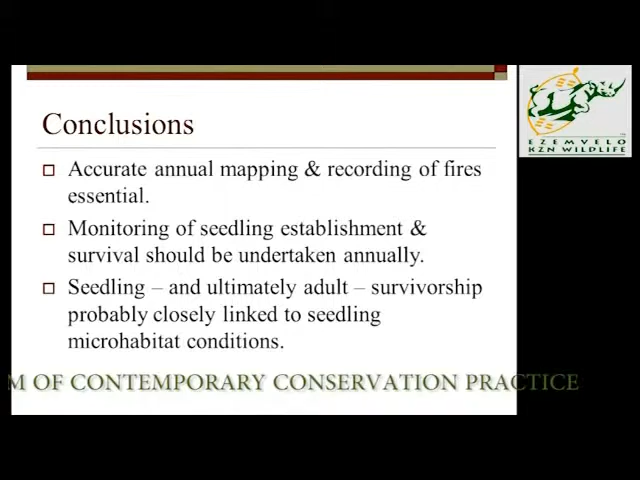 Conclusions
Accurate annual mapping & recording of fires
essential.
Monitoring of seedling establishment &
survival should be undertaken annually.
Seedling – and ultimately adult – survivorship
probably closely linked to seedling
microhabitat conditions.
M OF CONTEMPORARY CONSERVATION PRACTICE
EZEMVELO
KZN WILDLIFE